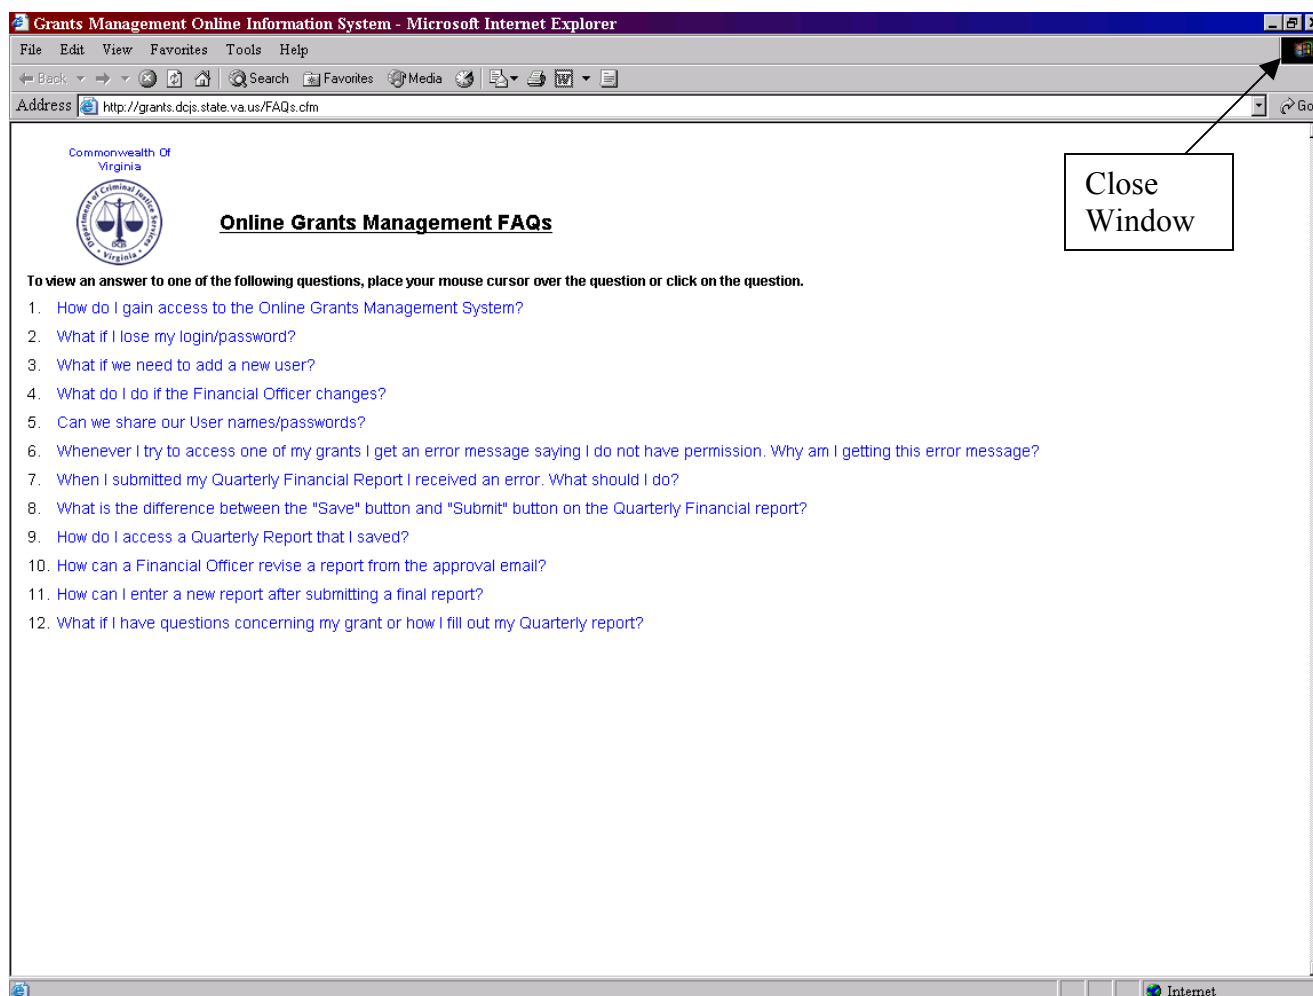 Grants Management Online Information System - Microsoft Internet Explorer
File Edit View Favorites Tools Help
Back Search Favorites Media
Address http://grants.dcjs.state.va.us/FAQs.cfm Go
Commonwealth Of
Virginia
Department of Criminal Justice Services
DCJS
Virginia
Online Grants Management FAQs
Close
Window
To view an answer to one of the following questions, place your mouse cursor over the question or click on the question.
1. How do I gain access to the Online Grants Management System?
2. What if I lose my login/password?
3. What if we need to add a new user?
4. What do I do if the Financial Officer changes?
5. Can we share our User names/passwords?
6. Whenever I try to access one of my grants I get an error message saying I do not have permission. Why am I getting this error message?
7. When I submitted my Quarterly Financial Report I received an error. What should I do?
8. What is the difference between the "Save" button and "Submit" button on the Quarterly Financial report?
9. How do I access a Quarterly Report that I saved?
10. How can a Financial Officer revise a report from the approval email?
11. How can I enter a new report after submitting a final report?
12. What if I have questions concerning my grant or how I fill out my Quarterly report?
Internet